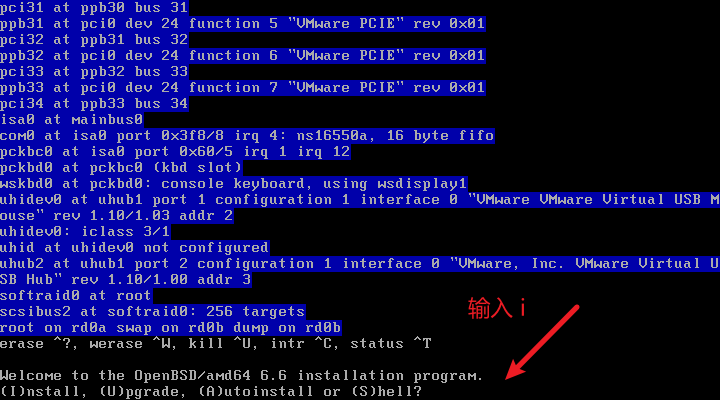 pci31 at ppb30 bus 31
ppb31 at pci0 dev 24 function 5 "VMware PCIE" rev 0x01
pci32 at ppb31 bus 32
ppb32 at pci0 dev 24 function 6 "VMware PCIE" rev 0x01
pci33 at ppb32 bus 33
ppb33 at pci0 dev 24 function 7 "VMware PCIE" rev 0x01
pci34 at ppb33 bus 34
isa0 at mainbus0
com0 at isa0 port 0x3f8/8 irq 4: ns16550a, 16 byte fifo
pckbc0 at isa0 port 0x60/5 irq 1 irq 12
pckbd0 at pckbc0 (kbd slot)
wskbd0 at pckbd0: console keyboard, using wsdisplay1
uhidev0 at uhub1 port 1 configuration 1 interface 0 "VMware VMware Virtual USB M
ouse" rev 1.10/1.03 addr 2
uhidev0: iclass 3/1
uhid at uhidev0 not configured
uhub2 at uhub1 port 2 configuration 1 interface 0 "VMware, Inc. VMware Virtual U
SB Hub" rev 1.10/1.00 addr 3
softraid0 at root
scsibus2 at softraid0: 256 targets
root on rd0a swap on rd0b dump on rd0b
erase ^?, werase ^W, kill ^U, intr ^C, status ^T
输入 i
Welcome to the OpenBSD/amd64 6.6 installation program.
(I)nstall, (U)pgrade, (A)utoinstall or (S)hell?